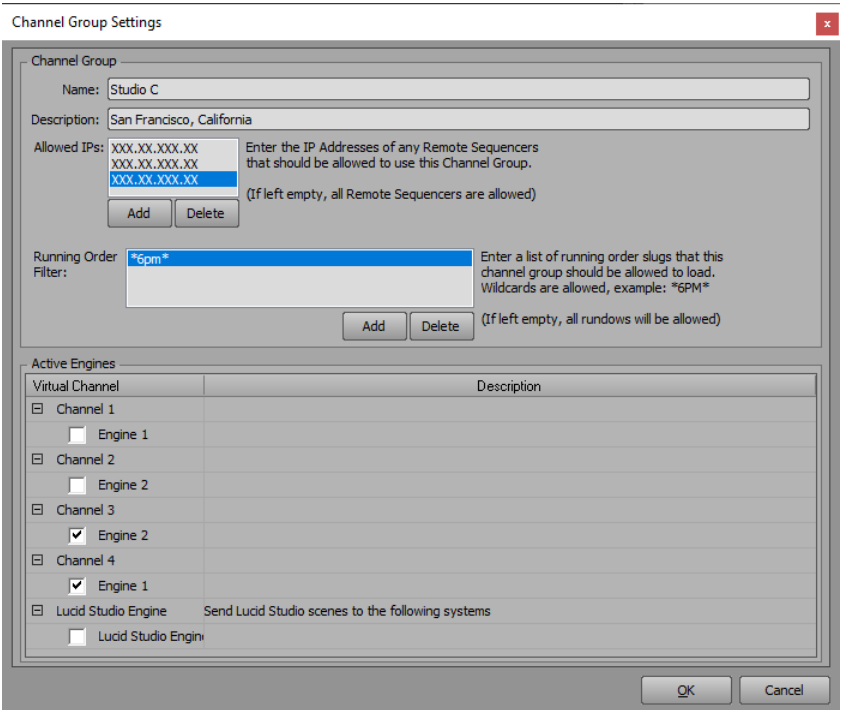 Channel Group Settings
x
Channel Group
Name: Studio C
Description: San Francisco, California
Allowed IPs: XXX.XX.XXX.XX
XXX.XX.XXX.XX
XXX.XX.XXX.XX
Enter the IP Addresses of any Remote Sequencers
that should be allowed to use this Channel Group.
(If left empty, all Remote Sequencers are allowed)
Add Delete
Running Order
Filter:
*6pm*
Enter a list of running order slugs that this
channel group should be allowed to load.
Wildcards are allowed, example: *6PM*
(If left empty, all rundows will be allowed)
Add Delete
Active Engines
Virtual Channel Description
Channel 1
Engine 1
Channel 2
Engine 2
Channel 3
Engine 2
Channel 4
Engine 1
Lucid Studio Engine Send Lucid Studio scenes to the following systems
Lucid Studio Engin
OK Cancel